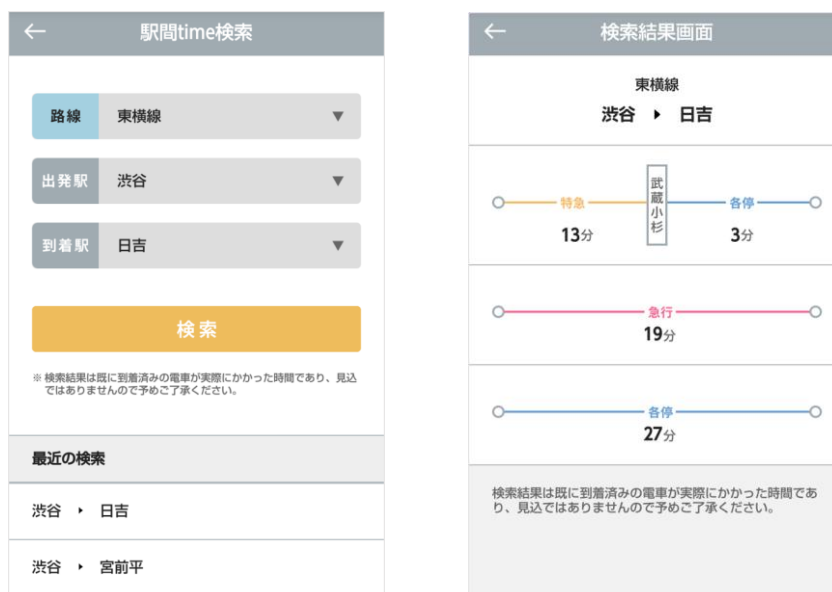 駅間time検索
路線 東横線
出発駅 渋谷
到着駅 日吉
検索
※ 検索結果は既に到着済みの電車が実際にかかった時間であり、見込
ではありませんので予めご了承ください。
最近の検索
渋谷 日吉
渋谷 宮前平
検索結果画面
東横線
渋谷 日吉
特急 武蔵小杉 各停
13分 3分
急行
19分
各停
27分
検索結果は既に到着済みの電車が実際にかかった時間であ
り、見込ではありませんので予めご了承ください。